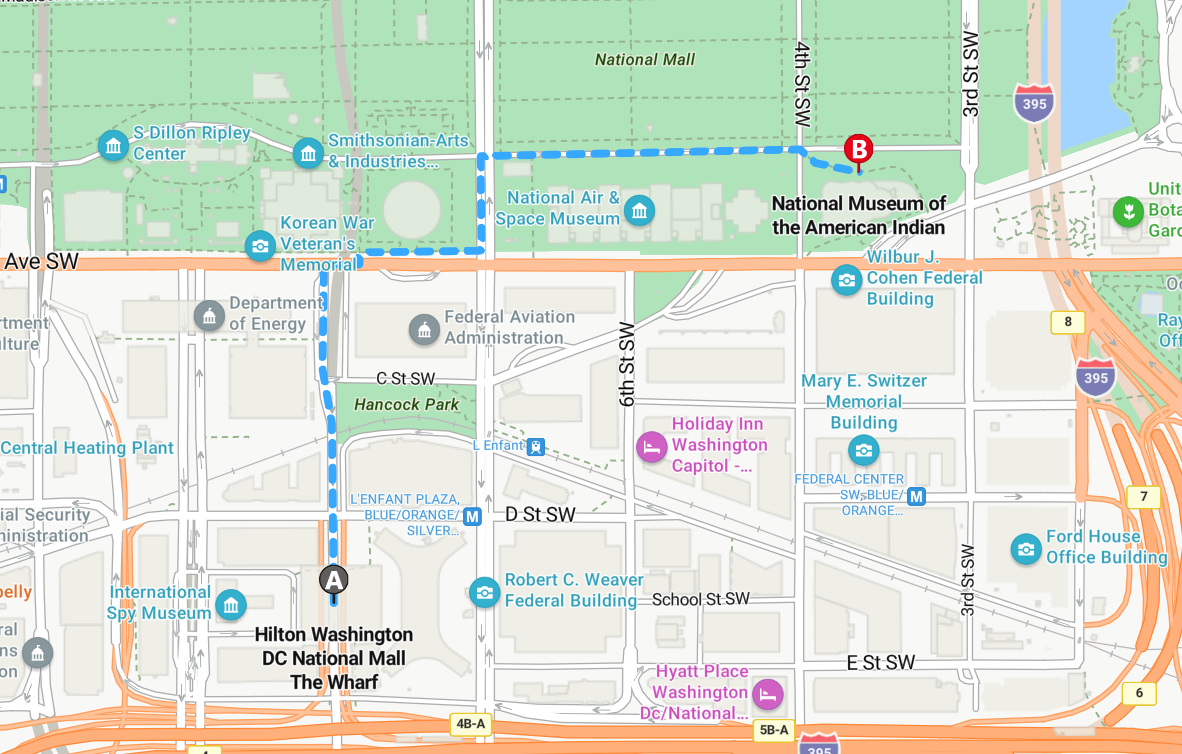 National Mall
4th St SW
3rd St SW
395
S Dillon Ripley
Center
Smithsonian-Arts
& Industries...
B
National Air &
Space Museum
National Museum of
the American Indian
Korean War
Veteran's
Memorial
Ave SW
Wilbur J.
Cohen Federal
Building
Department
of Energy
Federal Aviation
Administration
8
6th St SW
395
C St SW
Hancock Park
Mary E. Switzer
Memorial
Building
Central Heating Plant
L Enfant
Holiday Inn
Washington
Capitol -...
FEDERAL CENTER
SW, BLUE/
ORANGE...
M
L'ENFANT PLAZA,
BLUE/ORANGE/
SILVER...
M
D St SW
7
Ford House
Office Building
A
International
Spy Museum
Robert C. Weaver
Federal Building
School St SW
3rd St SW
Hilton Washington
DC National Mall
The Wharf
E St SW
Hyatt Place
Washington
Dc/National...
6
4B-A
5B-A
395